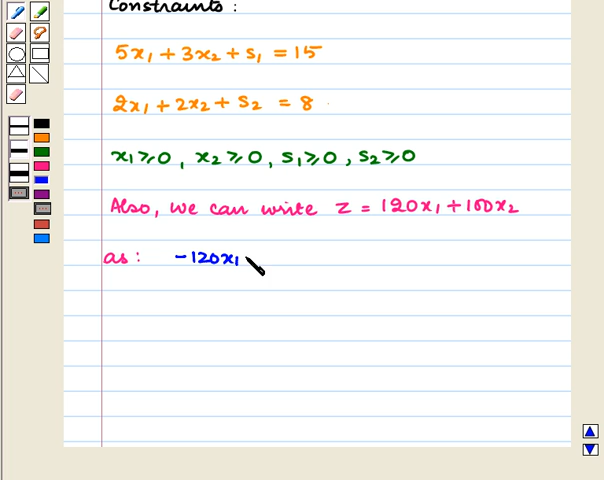 Constraints :
5x₁ + 3x₂ + s₁ = 15
2x₁ + 2x₂ + s₂ = 8
x₁ ≥ 0 , x₂ ≥ 0 , s₁ ≥ 0 , s₂ ≥ 0
Also, we can write z = 120x₁ + 100x₂
as : -120x₁